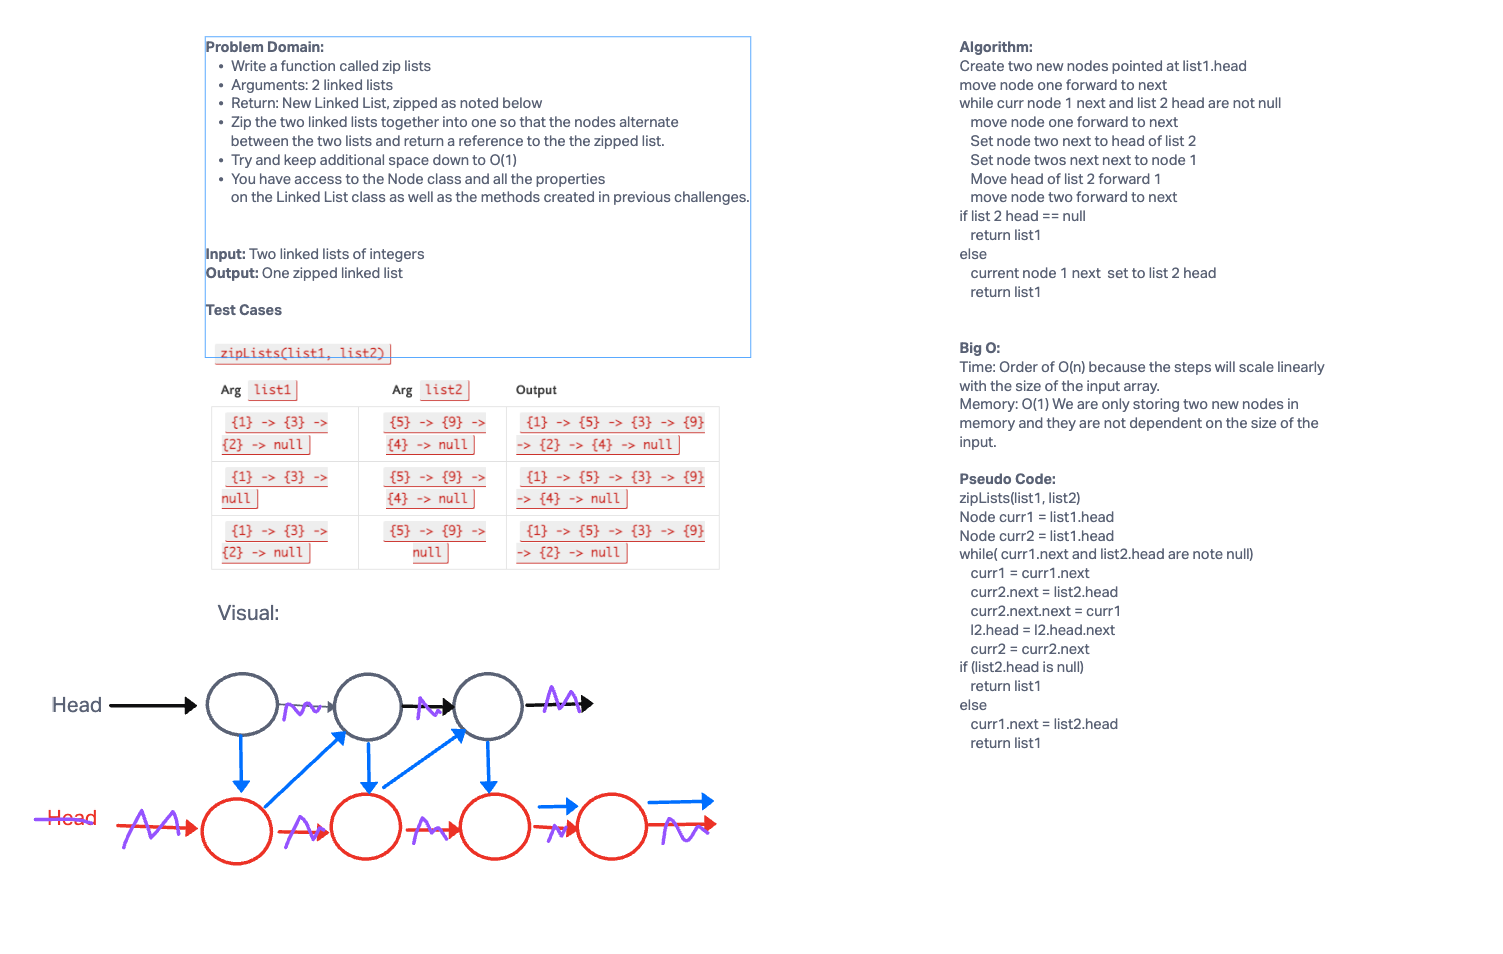 Problem Domain:
• Write a function called zip lists
• Arguments: 2 linked lists
• Return: New Linked List, zipped as noted below
• Zip the two linked lists together into one so that the nodes alternate
between the two lists and return a reference to the the zipped list.
• Try and keep additional space down to O(1)
• You have access to the Node class and all the properties
on the Linked List class as well as the methods created in previous challenges.
Input: Two linked lists of integers
Output: One zipped linked list
Test Cases
zipLists(list1, list2)
Arg list1 Arg list2 Output
{1} -> {3} -> {5} -> {9} -> {1} -> {5} -> {3} -> {9}
{2} -> null {4} -> null -> {2} -> {4} -> null
{1} -> {3} -> {5} -> {9} -> {1} -> {5} -> {3} -> {9}
null {4} -> null -> {4} -> null
{1} -> {3} -> {5} -> {9} -> {1} -> {5} -> {3} -> {9}
{2} -> null null -> {2} -> null
Visual:
Head
Head
Algorithm:
Create two new nodes pointed at list1.head
move node one forward to next
while curr node 1 next and list 2 head are not null
move node one forward to next
Set node two next to head of list 2
Set node twos next next to node 1
Move head of list 2 forward 1
move node two forward to next
if list 2 head == null
return list1
else
current node 1 next set to list 2 head
return list1
Big O:
Time: Order of O(n) because the steps will scale linearly
with the size of the input array.
Memory: O(1) We are only storing two new nodes in
memory and they are not dependent on the size of the
input.
Pseudo Code:
zipLists(list1, list2)
Node curr1 = list1.head
Node curr2 = list1.head
while( curr1.next and list2.head are note null)
curr1 = curr1.next
curr2.next = list2.head
curr2.next.next = curr1
l2.head = l2.head.next
curr2 = curr2.next
if (list2.head is null)
return list1
else
curr1.next = list2.head
return list1